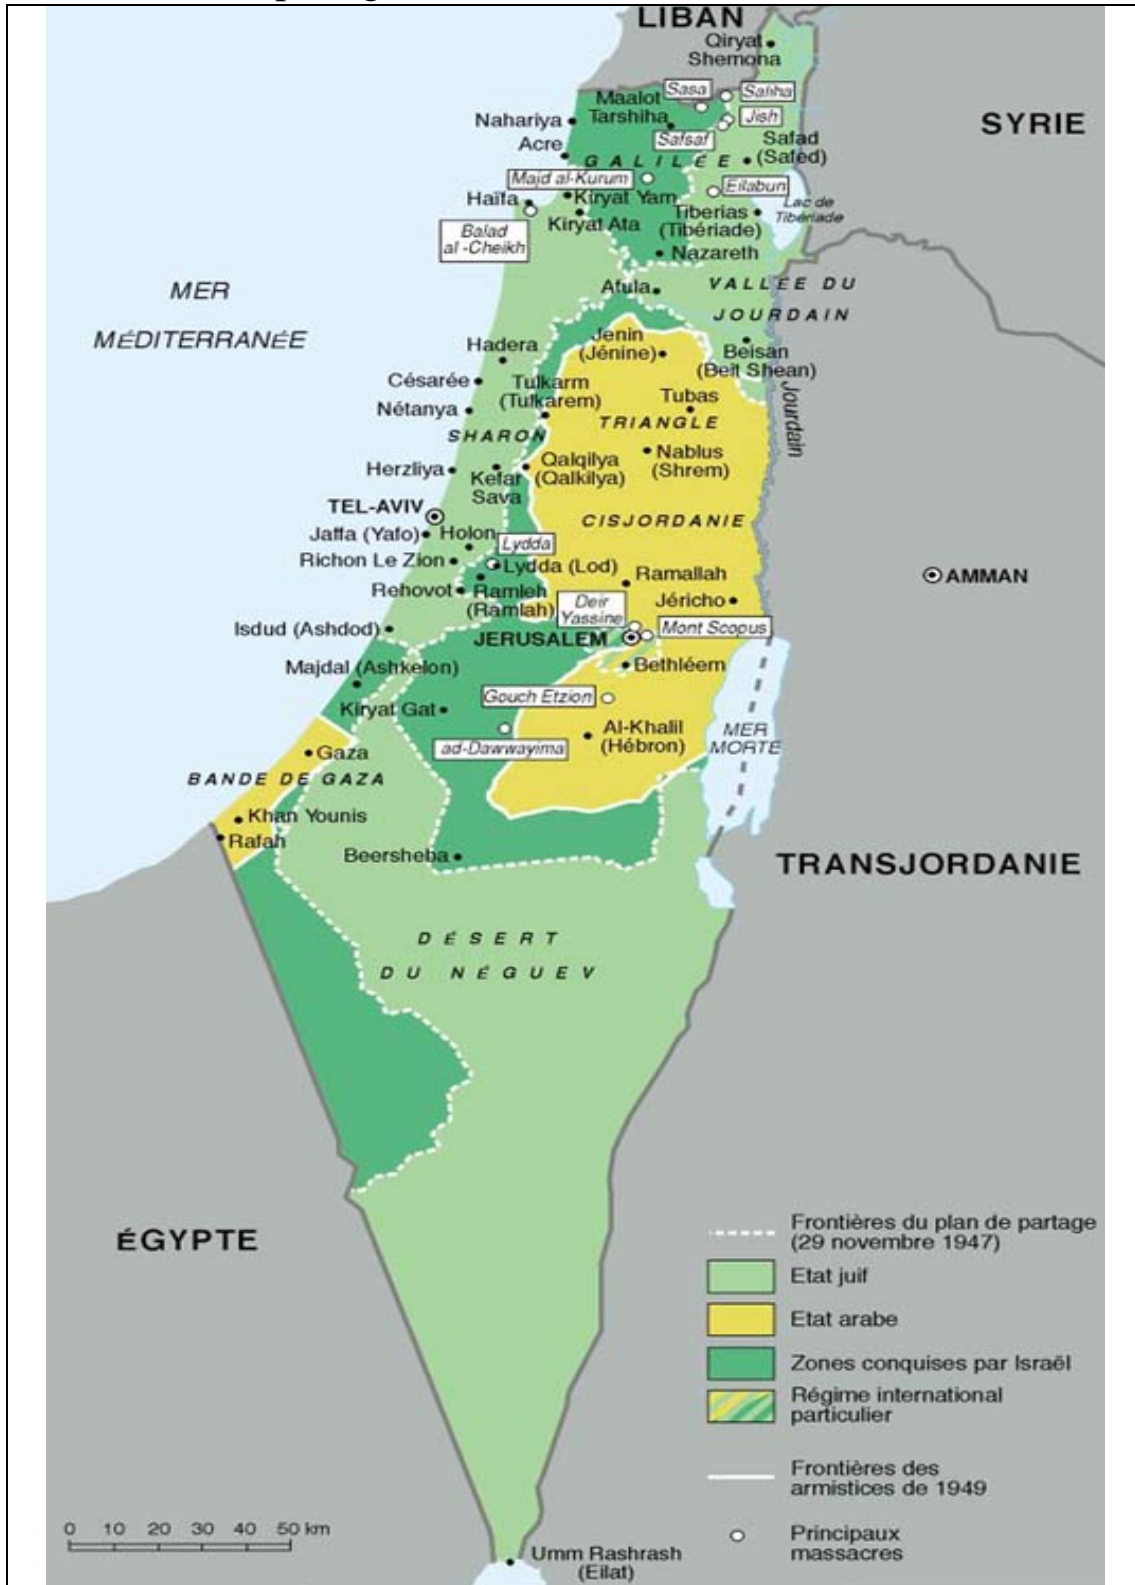 LIBAN
Qiryat
Shemona
SYRIE
Sasa
Saliha
Maalot
Tarshiha
Jish
Nahariya
Safsaf
Safad
(Safed)
Acre
GALILÉE
Majd al-Kurum
Eilabun
Haïfa
Kiryat Yam
Lac de
Tibériade
Kiryat Ata
Tiberias
(Tibériade)
Balad
al -Cheikh
Nazareth
MER
MÉDITERRANÉE
Afula
VALLÉE DU
JOURDAIN
Jenin
(Jénine)
Hadera
Beisan
(Beit Shean)
Césarée
Tulkarm
(Tulkarem)
Tubas
Jourdain
Nétanya
TRIANGLE
SHARON
Nablus
(Shrem)
Herzliya
Kefar
Sava
Qalqilya
(Qalkilya)
TEL-AVIV
CISJORDANIE
Jaffa (Yafo)
Holon
Lydda
Richon Le Zion
Lydda (Lod)
Ramallah
AMMAN
Rehovot
Ramleh
(Ramlah)
Jéricho
Deir
Yassine
Isdud (Ashdod)
JERUSALEM
Mont Scopus
Majdal (Ashkelon)
Bethléem
Kiryat Gat
Gouch Etzion
Al-Khalil
(Hébron)
MER
MORTE
ad-Dawwayima
Gaza
BANDE DE GAZA
Khan Younis
Rafah
Beersheba
TRANSJORDANIE
DÉSERT
DU NÉGUEV
ÉGYPTE
Frontières du plan de partage
(29 novembre 1947)
Etat juif
Etat arabe
Zones conquises par Israël
Régime international
particulier
Frontières des
armistices de 1949
Principaux
massacres
0 10 20 30 40 50 km
Umm Rashrash
(Eilat)